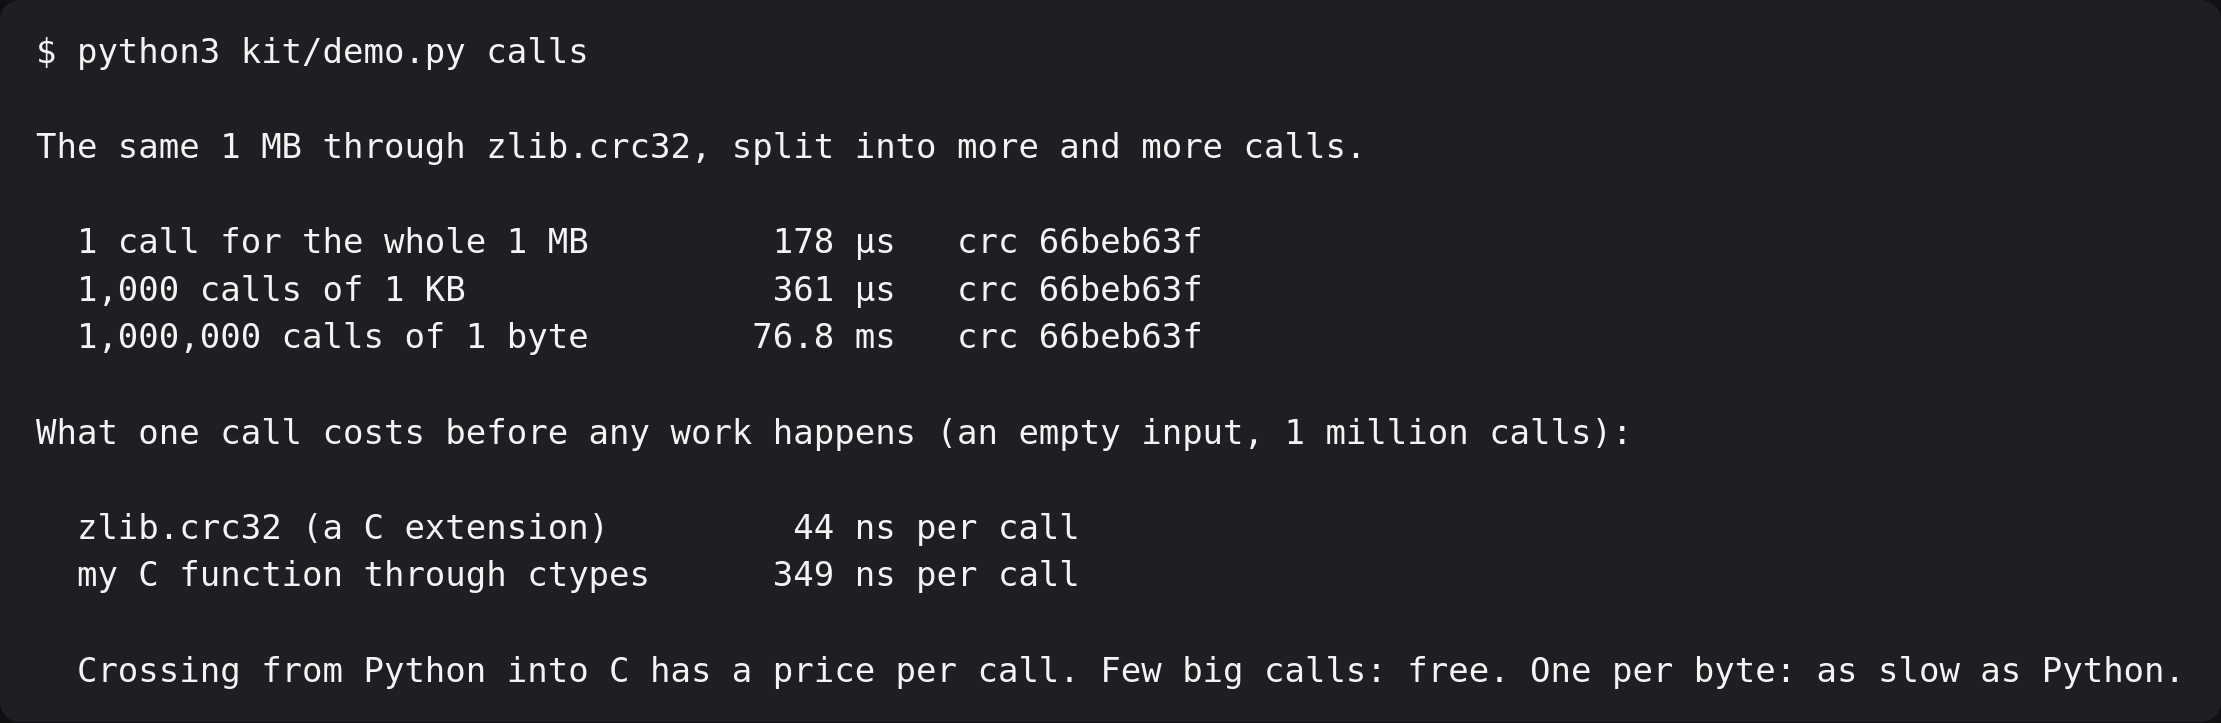 $ python3 kit/demo.py calls
The same 1 MB through zlib.crc32, split into more and more calls.
1 call for the whole 1 MB 178 µs crc 66beb63f
1,000 calls of 1 KB 361 µs crc 66beb63f
1,000,000 calls of 1 byte 76.8 ms crc 66beb63f
What one call costs before any work happens (an empty input, 1 million calls):
zlib.crc32 (a C extension) 44 ns per call
my C function through ctypes 349 ns per call
Crossing from Python into C has a price per call. Few big calls: free. One per byte: as slow as Python.